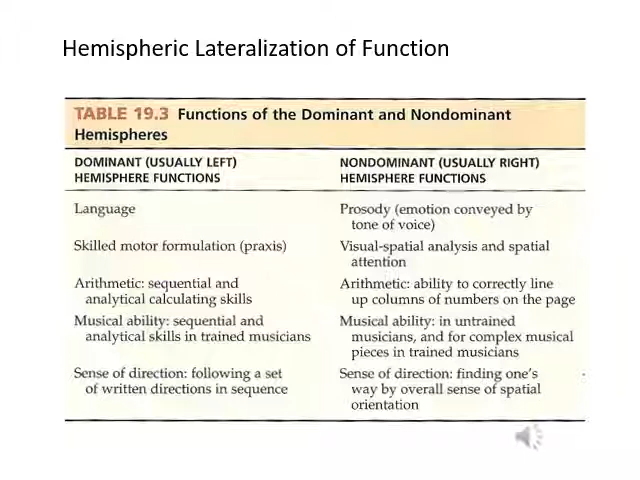 Hemispheric Lateralization of Function
TABLE 19.3 Functions of the Dominant and Nondominant
Hemispheres
DOMINANT (USUALLY LEFT)
HEMISPHERE FUNCTIONS
NONDOMINANT (USUALLY RIGHT)
HEMISPHERE FUNCTIONS
Language
Prosody (emotion conveyed by
tone of voice)
Skilled motor formulation (praxis)
Visual-spatial analysis and spatial
attention
Arithmetic: sequential and
analytical calculating skills
Arithmetic: ability to correctly line
up columns of numbers on the page
Musical ability: sequential and
analytical skills in trained musicians
Musical ability: in untrained
musicians, and for complex musical
pieces in trained musicians
Sense of direction: following a set
of written directions in sequence
Sense of direction: finding one's
way by overall sense of spatial
orientation